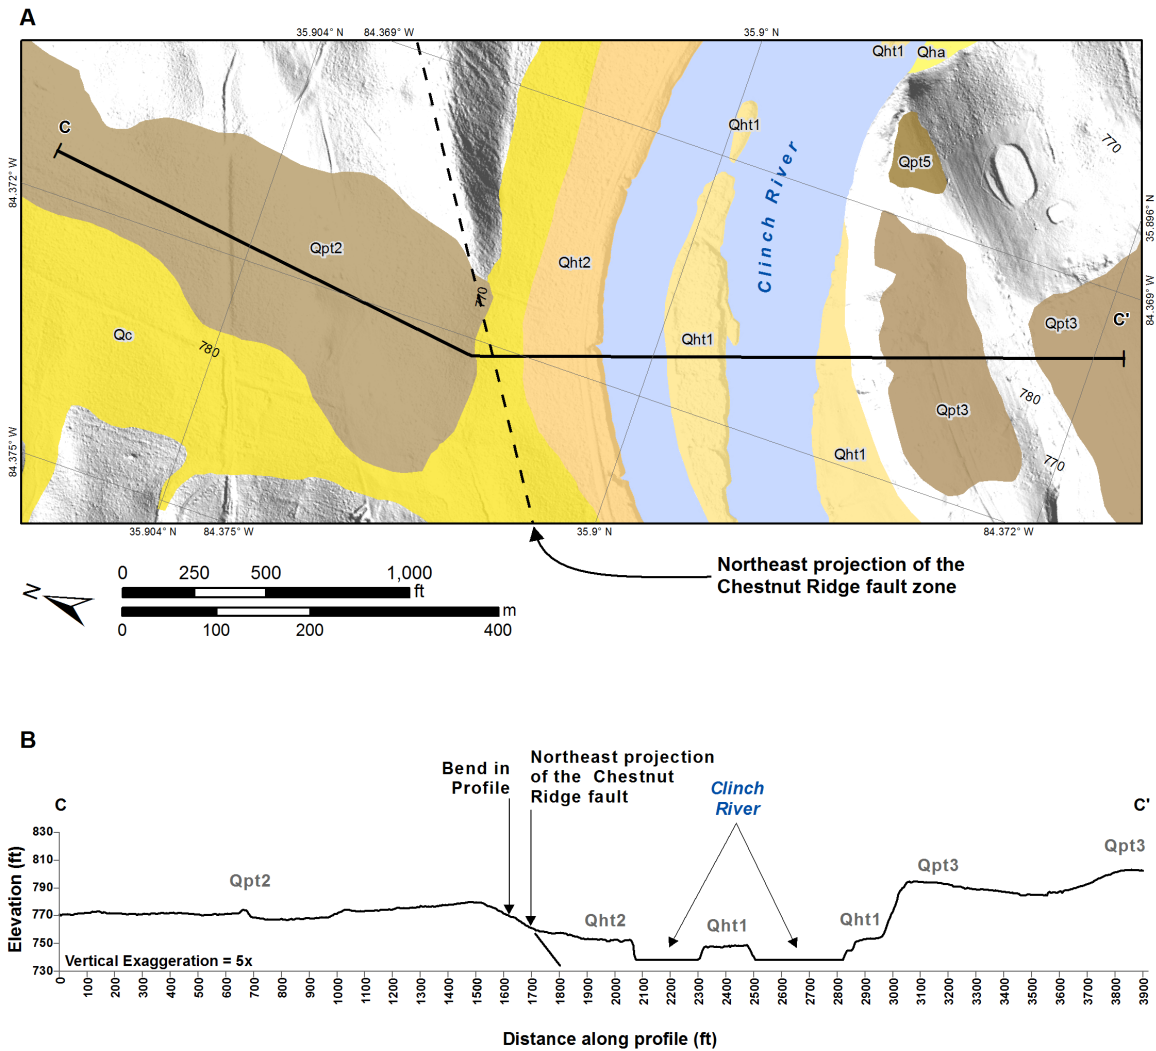 A
35.904° N 84.369° W 35.9° N
Qht1 Qha
C
Qht1
770
Qpt5
84.372° W
35.896° N
Clinch River
Qpt2
Qht2
770
84.369° W
Qc
780
Qht1
Qpt3
C'
780
Qpt3
Qht1
770
84.375° W
35.904° N 84.375° W 35.9° N 84.372° W
Northeast projection of the
Chestnut Ridge fault zone
N
0 250 500 1,000
ft
m
0 100 200 400
B
Bend in
Profile
Northeast projection
of the Chestnut
Ridge fault
Clinch
River
C
C'
830
810
790
770
750
730
Elevation (ft)
Qpt2
Qht2
Qht1
Qht1
Qpt3
Qpt3
Vertical Exaggeration = 5x
0 100 200 300 400 500 600 700 800 900 1000 1100 1200 1300 1400 1500 1600 1700 1800 1900 2000 2100 2200 2300 2400 2500 2600 2700 2800 2900 3000 3100 3200 3300 3400 3500 3600 3700 3800 3900
Distance along profile (ft)